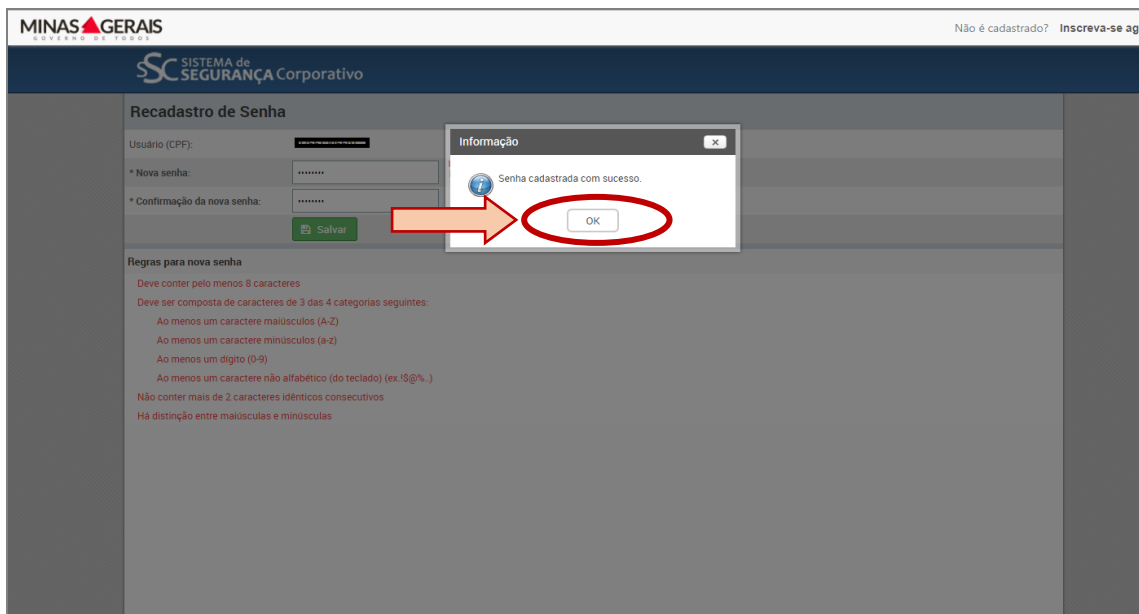 MINAS GERAIS
GOVERNO DE TODOS
Não é cadastrado? Inscreva-se ag
SSC SISTEMA de
SEGURANÇA Corporativo
Recadastro de Senha
Usuário (CPF):
Informação
* Nova senha: ••••••••
Senha cadastrada com sucesso.
* Confirmação da nova senha: ••••••••
OK
Salvar
Regras para nova senha
Deve conter pelo menos 8 caracteres
Deve ser composta de caracteres de 3 das 4 categorias seguintes:
Ao menos um caractere maiúsculos (A-Z)
Ao menos um caractere minúsculos (a-z)
Ao menos um dígito (0-9)
Ao menos um caractere não alfabético (do teclado) (ex.!$@%..)
Não conter mais de 2 caracteres idênticos consecutivos
Há distinção entre maiúsculas e minúsculas